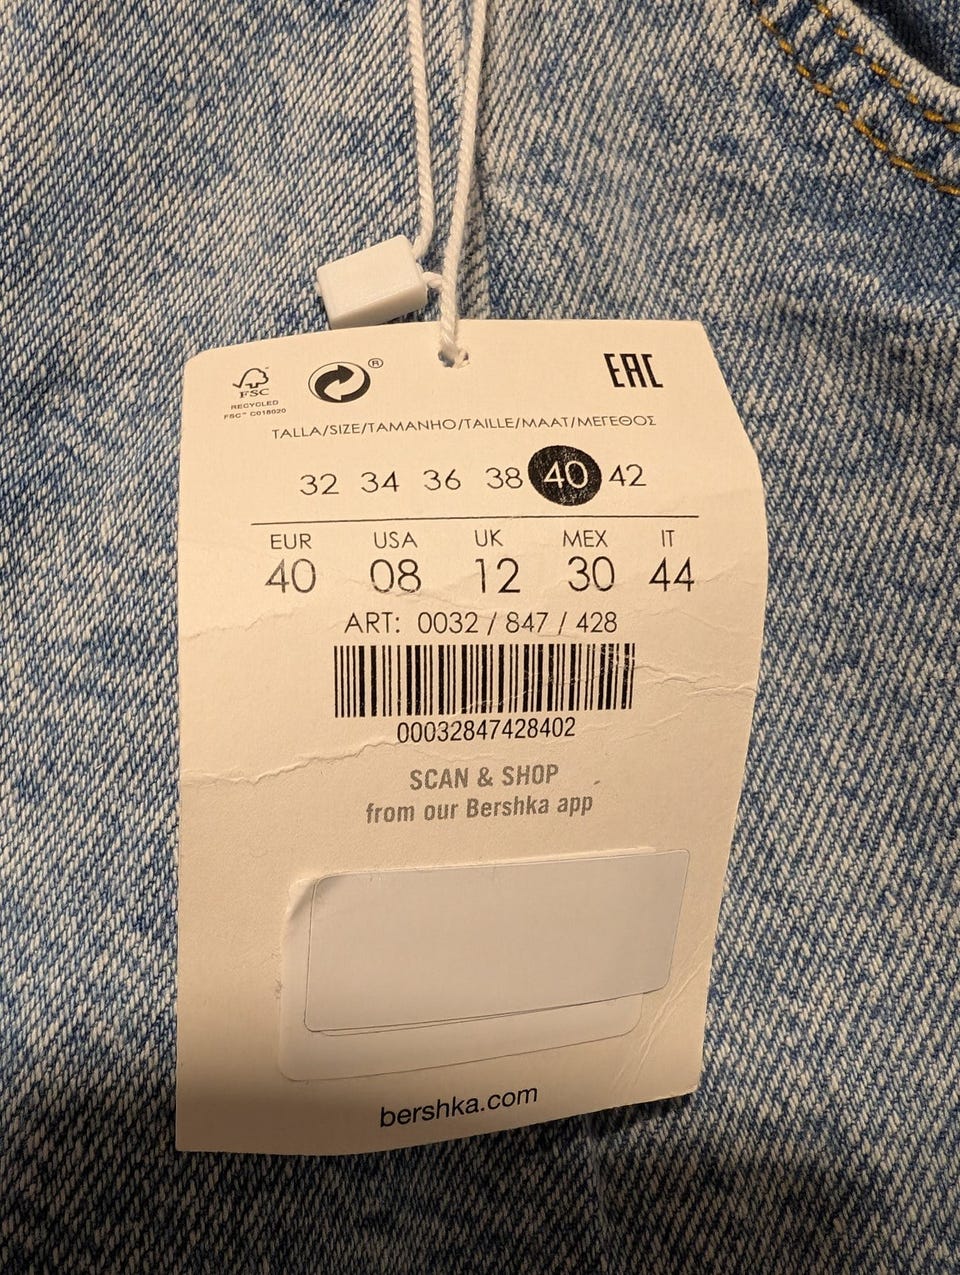 FSC
RECYCLED
FSC™ C018020
®
EAC
TALLA/SIZE/TAMANHO/TAILLE/MAAT/ΜΕΓΕΘΟΣ
32 34 36 38 40 42
EUR USA UK MEX IT
40 08 12 30 44
ART: 0032 / 847 / 428
00032847428402
SCAN & SHOP
from our Bershka app
bershka.com